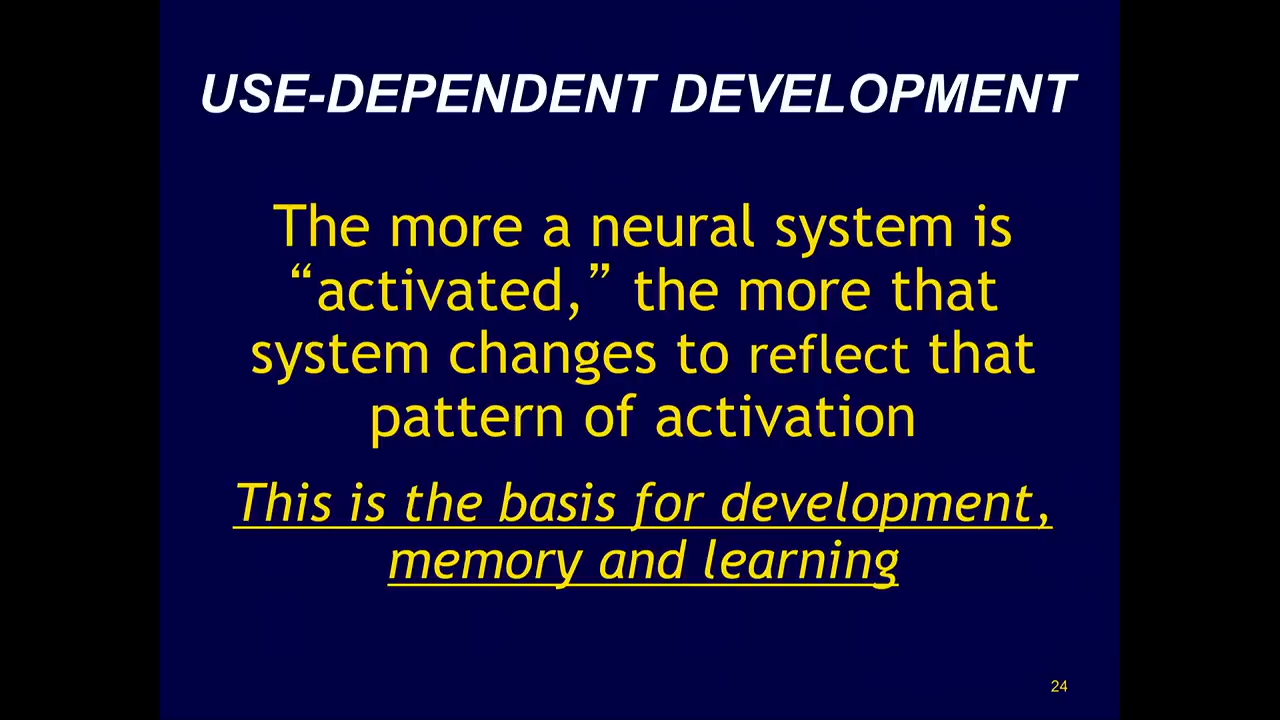 USE-DEPENDENT DEVELOPMENT
The more a neural system is
“activated,” the more that
system changes to reflect that
pattern of activation
This is the basis for development,
memory and learning
24